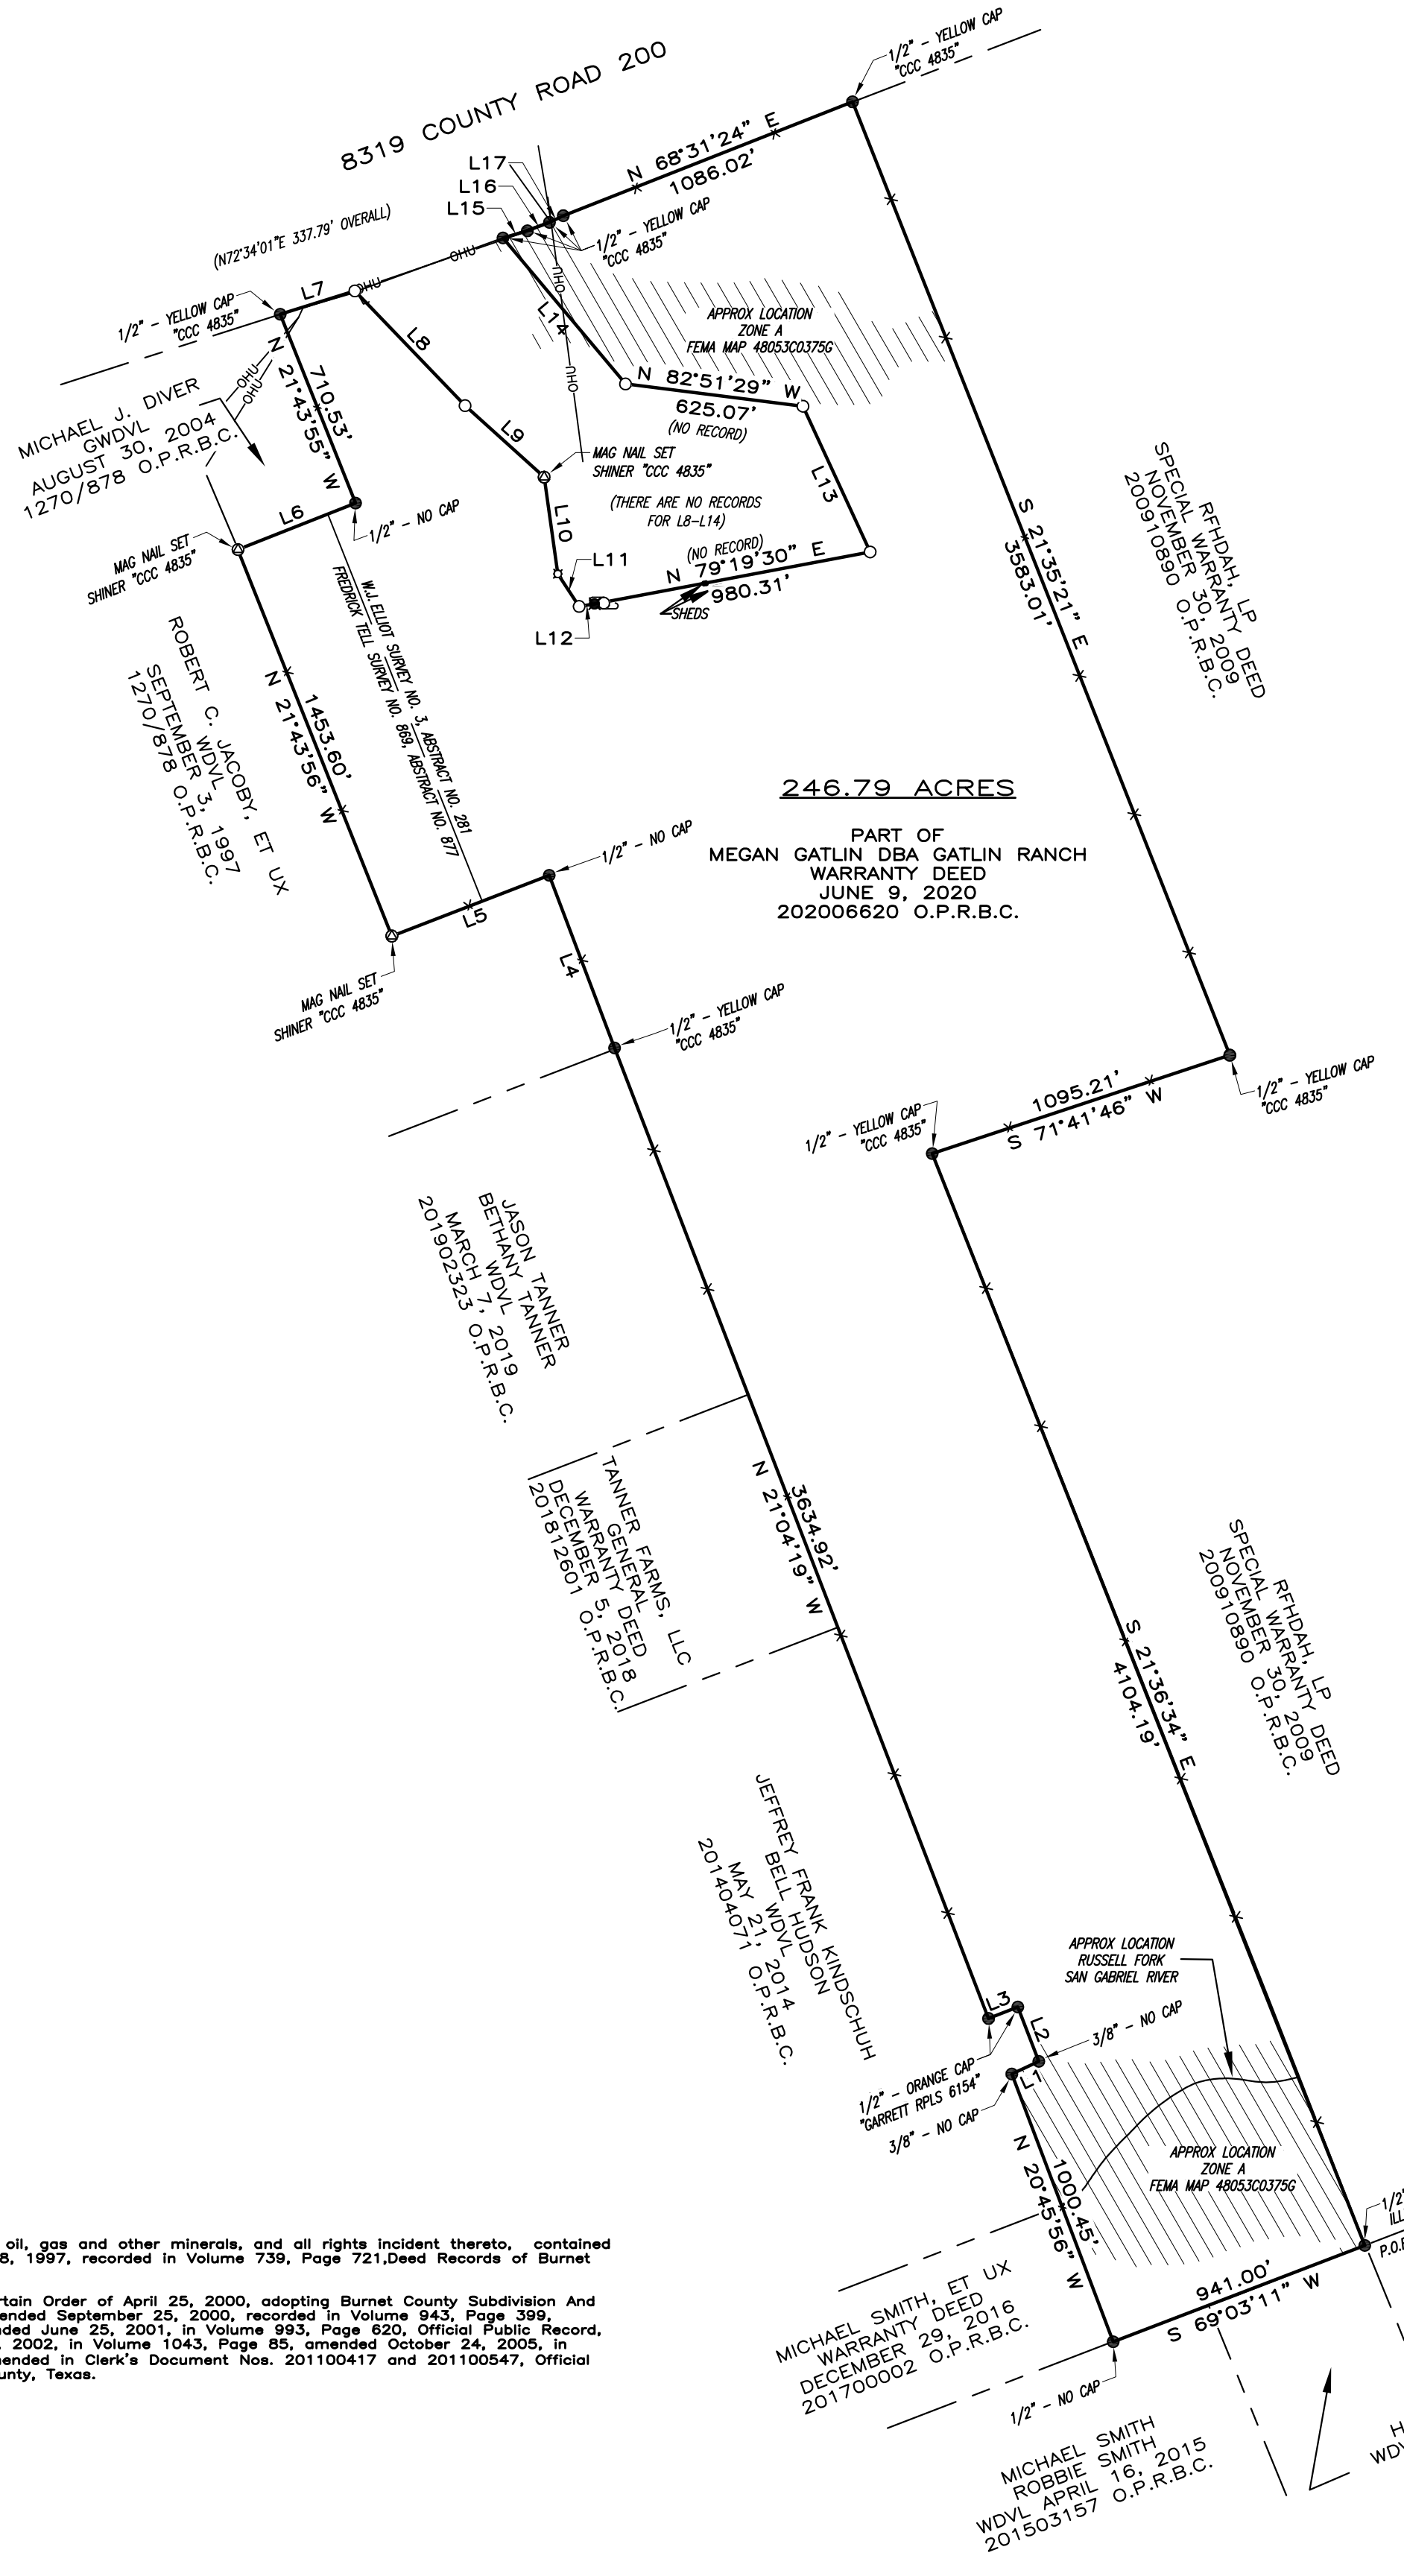 1/2" - YELLOW CAP
"CCC 4835"
8319 COUNTY ROAD 200
L17
L16
L15
N 68°31'24" E
1086.02'
1/2" - YELLOW CAP
"CCC 4835"
(N72°34'01"E 337.79' OVERALL)
OHU
OHU
OHU
OHU
1/2" - YELLOW CAP
"CCC 4835"
L7
L8
L14
APPROX LOCATION
ZONE A
FEMA MAP 48053C0375G
OHU
OHU
MICHAEL J. DIVER
GWDVL
AUGUST 30, 2004
1270/878 O.P.R.B.C.
710.53'
N 21°43'55" W
N 82°51'29" W
625.07'
(NO RECORD)
L9
MAG NAIL SET
SHINER "CCC 4835"
(THERE ARE NO RECORDS
FOR L8-L14)
L13
L6
1/2" - NO CAP
MAG NAIL SET
SHINER "CCC 4835"
L10
L11
L12
(NO RECORD)
N 79°19'30" E
980.31'
SHEDS
S 21°35'21" E
3583.01'
RFHDAH, LP
SPECIAL WARRANTY DEED
NOVEMBER 30, 2009
200910890 O.P.R.B.C.
W.J. ELLIOT SURVEY NO. 3, ABSTRACT NO. 281
FREDRICK TELL SURVEY NO. 869, ABSTRACT NO. 877
ROBERT C. JACOBY, ET UX
WDVL
SEPTEMBER 3, 1997
1270/878 O.P.R.B.C.
1453.60'
N 21°43'56" W
246.79 ACRES
PART OF
MEGAN GATLIN DBA GATLIN RANCH
WARRANTY DEED
JUNE 9, 2020
202006620 O.P.R.B.C.
1/2" - NO CAP
L5
L4
MAG NAIL SET
SHINER "CCC 4835"
1/2" - YELLOW CAP
"CCC 4835"
1095.21'
S 71°41'46" W
1/2" - YELLOW CAP
"CCC 4835"
1/2" - YELLOW CAP
"CCC 4835"
JASON TANNER
BETHANY TANNER
WDVL
MARCH 7, 2019
201902323 O.P.R.B.C.
TANNER FARMS, LLC
GENERAL
WARRANTY DEED
DECEMBER 5, 2018
201812601 O.P.R.B.C.
3634.92'
N 21°04'19" W
S 21°36'34" E
4104.19'
RFHDAH, LP
SPECIAL WARRANTY DEED
NOVEMBER 30, 2009
200910890 O.P.R.B.C.
JEFFREY FRANK KINDSCHUH
BELL HUDSON
WDVL
MAY 21, 2014
201404071 O.P.R.B.C.
APPROX LOCATION
RUSSELL FORK
SAN GABRIEL RIVER
L3
L2
L1
3/8" - NO CAP
1/2" - ORANGE CAP
"GARRETT RPLS 6154"
3/8" - NO CAP
APPROX LOCATION
ZONE A
FEMA MAP 48053C0375G
1000.45'
N 20°45'56" W
1/2"
ILL
P.O.B
941.00'
S 69°03'11" W
oil, gas and other minerals, and all rights incident thereto, contained
8, 1997, recorded in Volume 739, Page 721,Deed Records of Burnet
rtain Order of April 25, 2000, adopting Burnet County Subdivision And
ended September 25, 2000, recorded in Volume 943, Page 399,
nded June 25, 2001, in Volume 993, Page 620, Official Public Record,
, 2002, in Volume 1043, Page 85, amended October 24, 2005, in
mended in Clerk's Document Nos. 201100417 and 201100547, Official
ounty, Texas.
MICHAEL SMITH, ET UX
WARRANTY DEED
DECEMBER 29, 2016
201700002 O.P.R.B.C.
1/2" - NO CAP
MICHAEL SMITH
ROBBIE SMITH
WDVL APRIL 16, 2015
201503157 O.P.R.B.C.
H
WDV